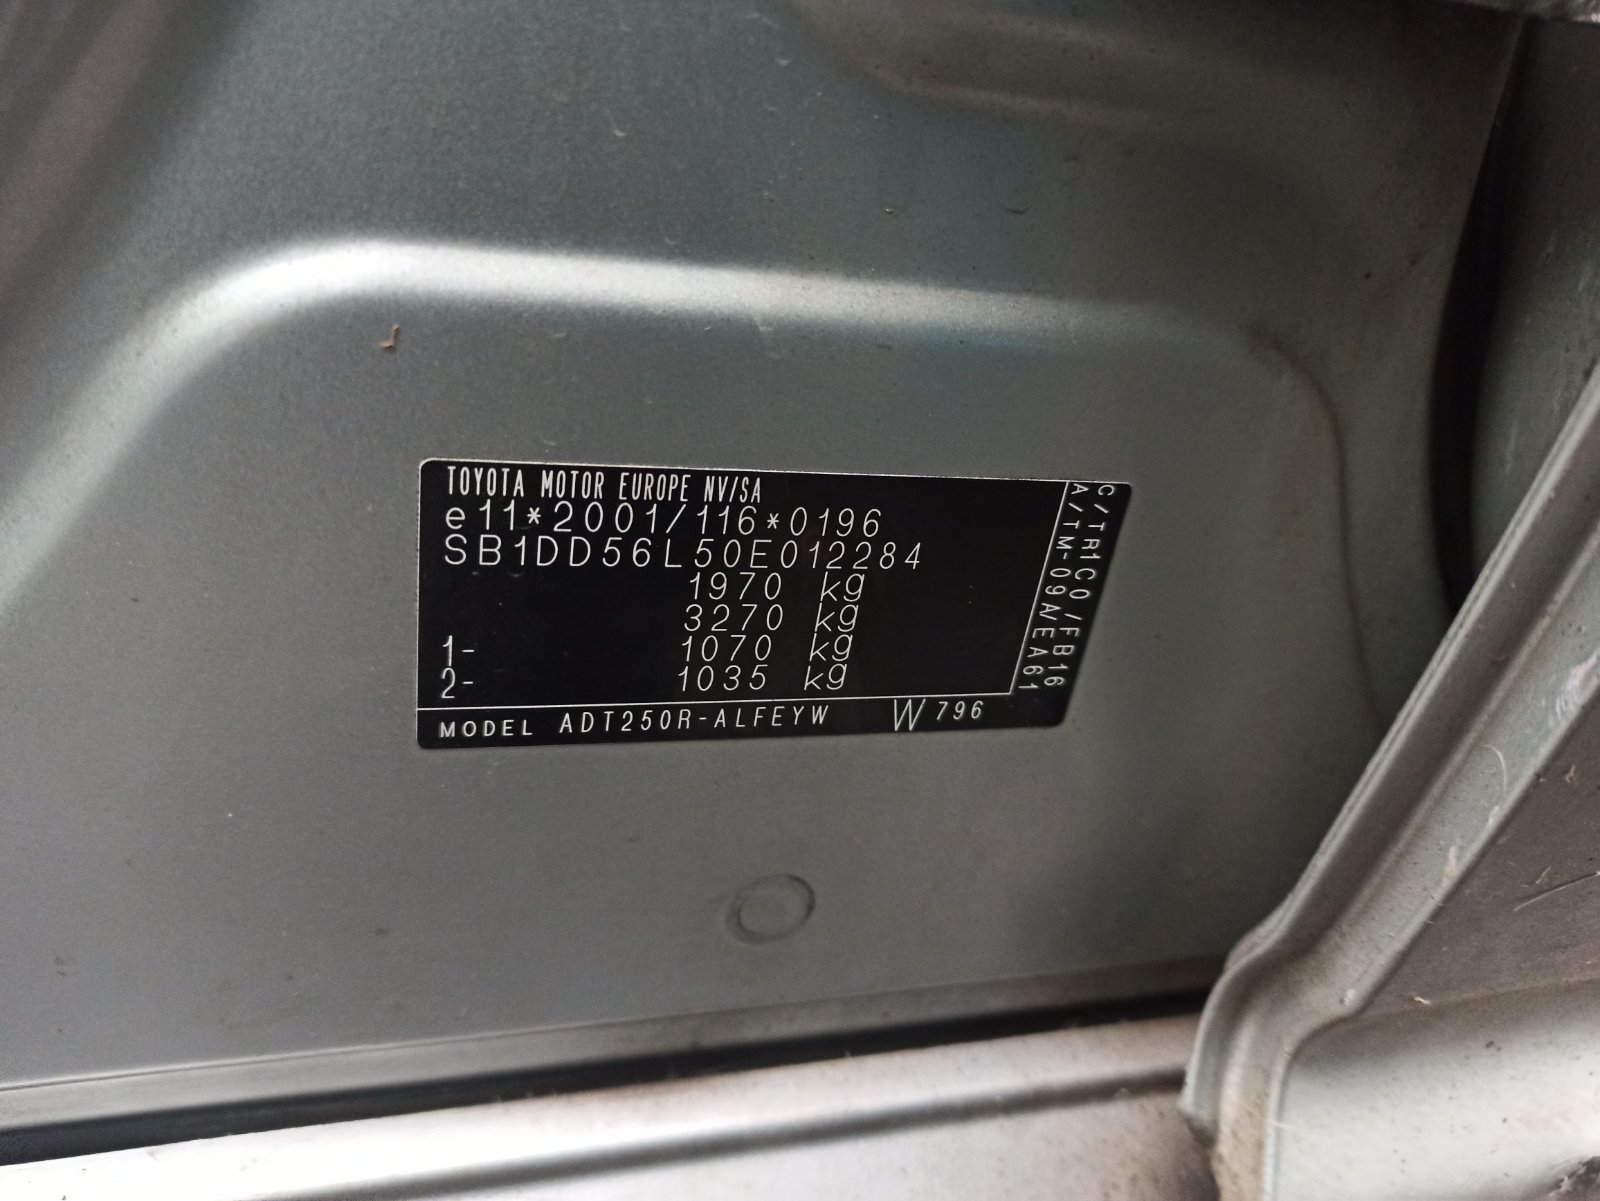 TOYOTA MOTOR EUROPE NV/SA
e11*2001/116*0196
SB1DD56L50E012284
1970 kg
3270 kg
1- 1070 kg
2- 1035 kg
MODEL ADT250R-ALFEYW W 796
C/TR1C0/FB16
A/TM-09A/EA61